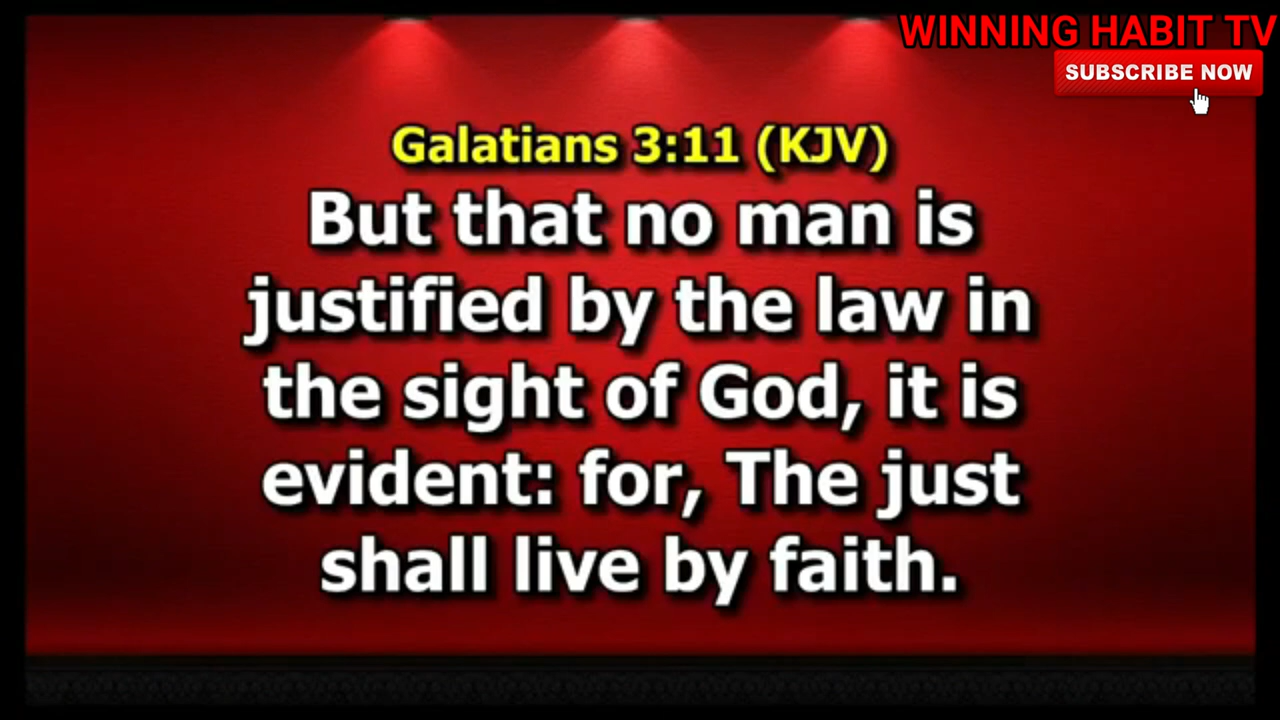 WINNING HABIT TV
SUBSCRIBE NOW
Galatians 3:11 (KJV)
But that no man is
justified by the law in
the sight of God, it is
evident: for, The just
shall live by faith.